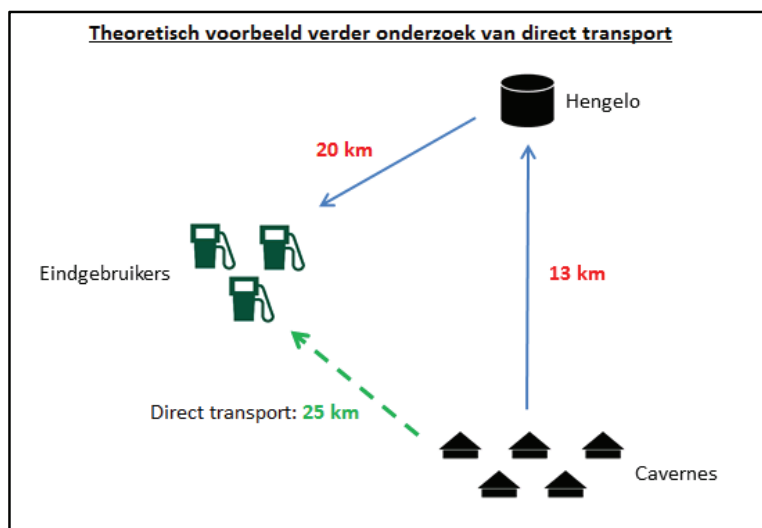 Theoretisch voorbeeld verder onderzoek van direct transport
Hengelo
20 km
Eindgebruikers
13 km
Direct transport: 25 km
Cavernes